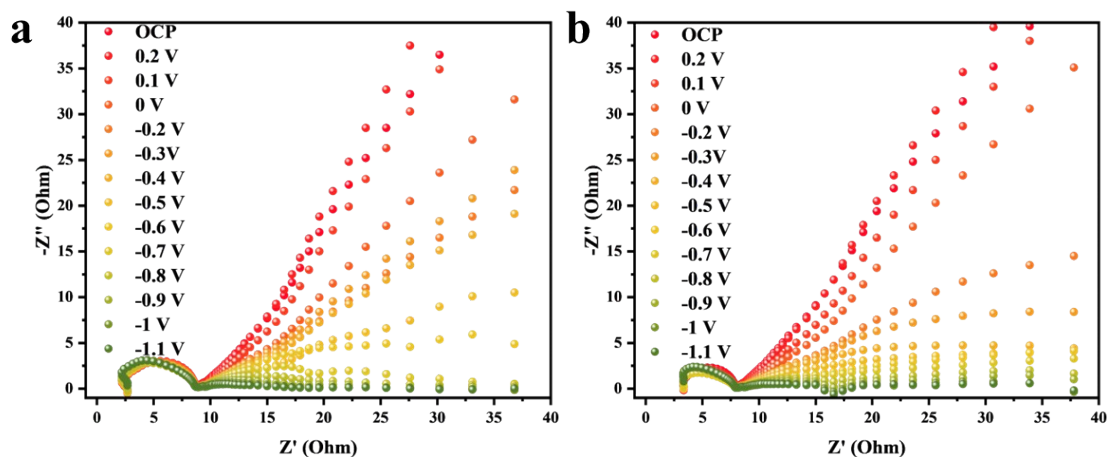 a
40
35
30
25
20
15
10
5
0
-Z" (Ohm)
OCP
0.2 V
0.1 V
0 V
-0.2 V
-0.3V
-0.4 V
-0.5 V
-0.6 V
-0.7 V
-0.8 V
-0.9 V
-1 V
-1.1 V
0 5 10 15 20 25 30 35 40
Z' (Ohm)
b
40
35
30
25
20
15
10
5
0
-Z" (Ohm)
OCP
0.2 V
0.1 V
0 V
-0.2 V
-0.3V
-0.4 V
-0.5 V
-0.6 V
-0.7 V
-0.8 V
-0.9 V
-1 V
-1.1 V
0 5 10 15 20 25 30 35 40
Z' (Ohm)